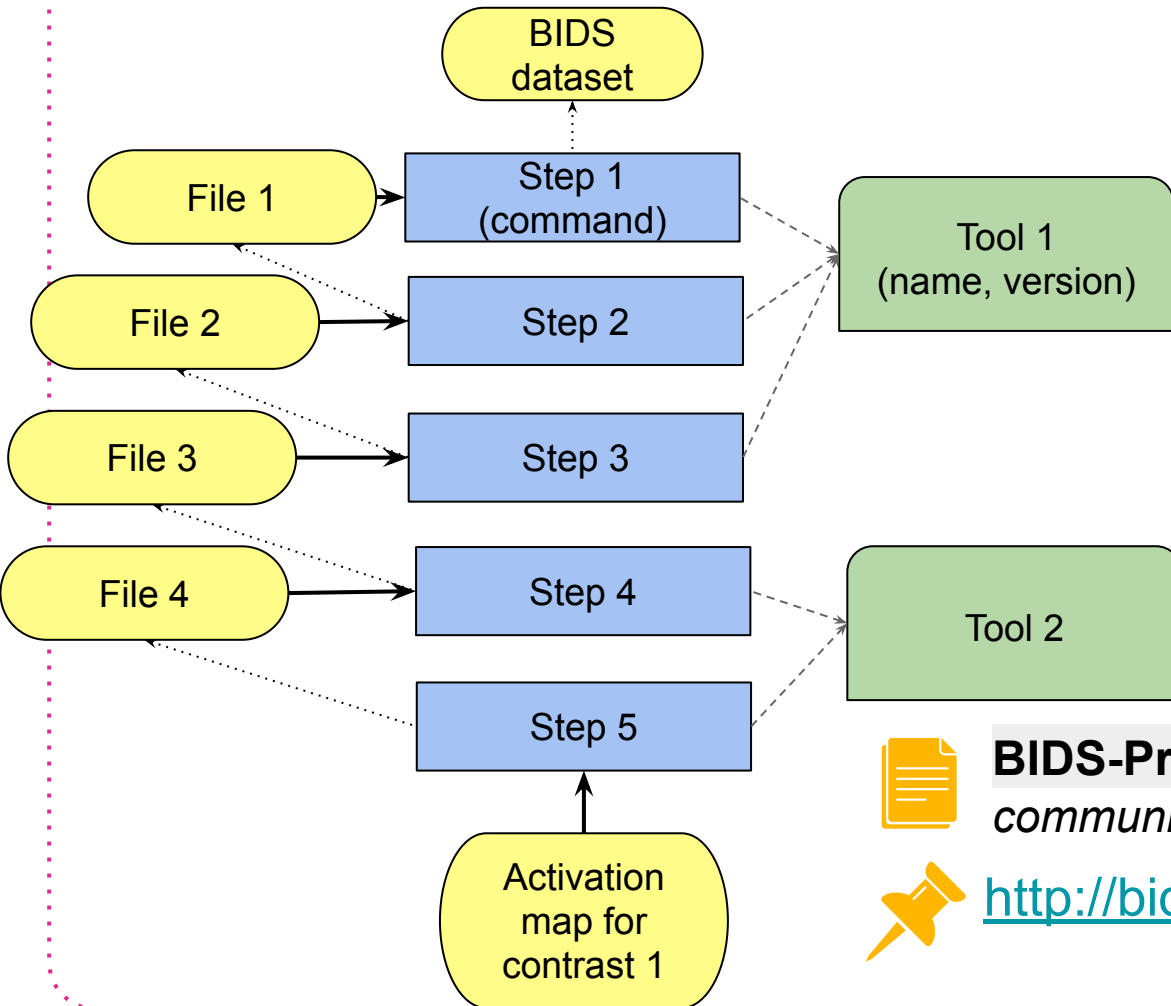 BIDS
dataset
File 1
Step 1
(command)
Tool 1
(name, version)
File 2
Step 2
File 3
Step 3
File 4
Step 4
Tool 2
Step 5
BIDS-Pr
communi
http://bid
Activation
map for
contrast 1